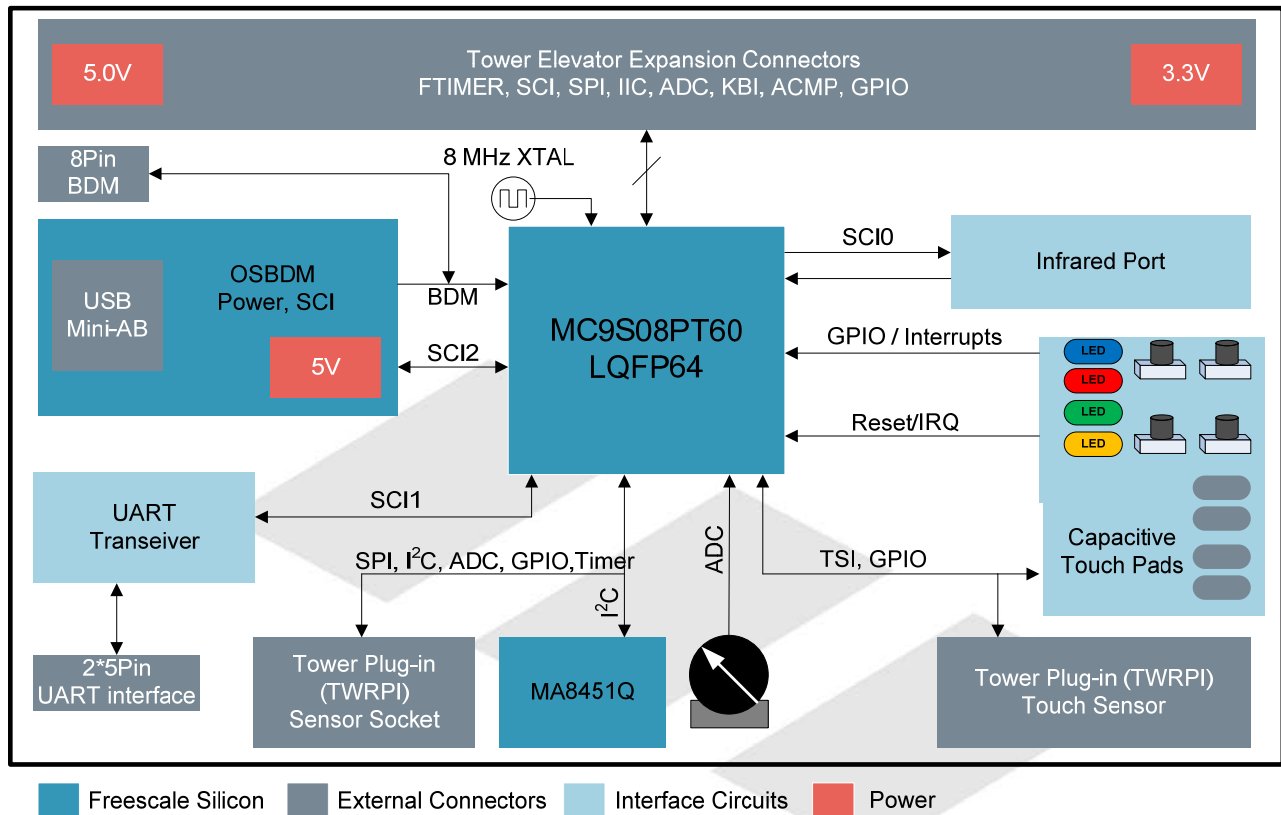 5.0V
Tower Elevator Expansion Connectors
FTIMER, SCI, SPI, IIC, ADC, KBI, ACMP, GPIO
3.3V
8Pin
BDM
8 MHz XTAL
USB
Mini-AB
OSBDM
Power, SCI
5V
BDM
SCI2
MC9S08PT60
LQFP64
SCI0
Infrared Port
GPIO / Interrupts
Reset/IRQ
LED
LED
LED
LED
UART
Transeiver
SCI1
SPI, I²C, ADC, GPIO,Timer
I²C
ADC
TSI, GPIO
Capacitive
Touch Pads
2*5Pin
UART interface
Tower Plug-in
(TWRPI)
Sensor Socket
MA8451Q
Tower Plug-in (TWRPI)
Touch Sensor
Freescale Silicon
External Connectors
Interface Circuits
Power